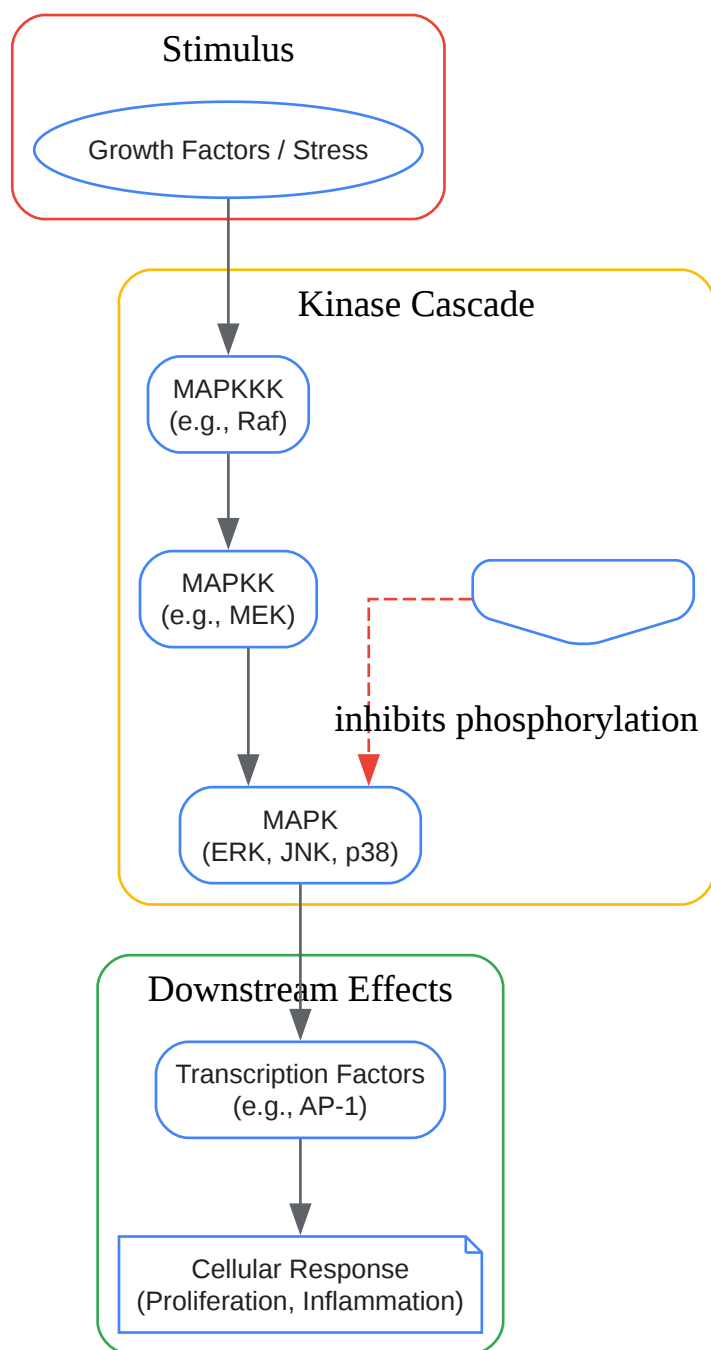 Stimulus
Growth Factors / Stress
Kinase Cascade
MAPKKK
(e.g., Raf)
MAPKK
(e.g., MEK)
inhibits phosphorylation
MAPK
(ERK, JNK, p38)
Downstream Effects
Transcription Factors
(e.g., AP-1)
Cellular Response
(Proliferation, Inflammation)